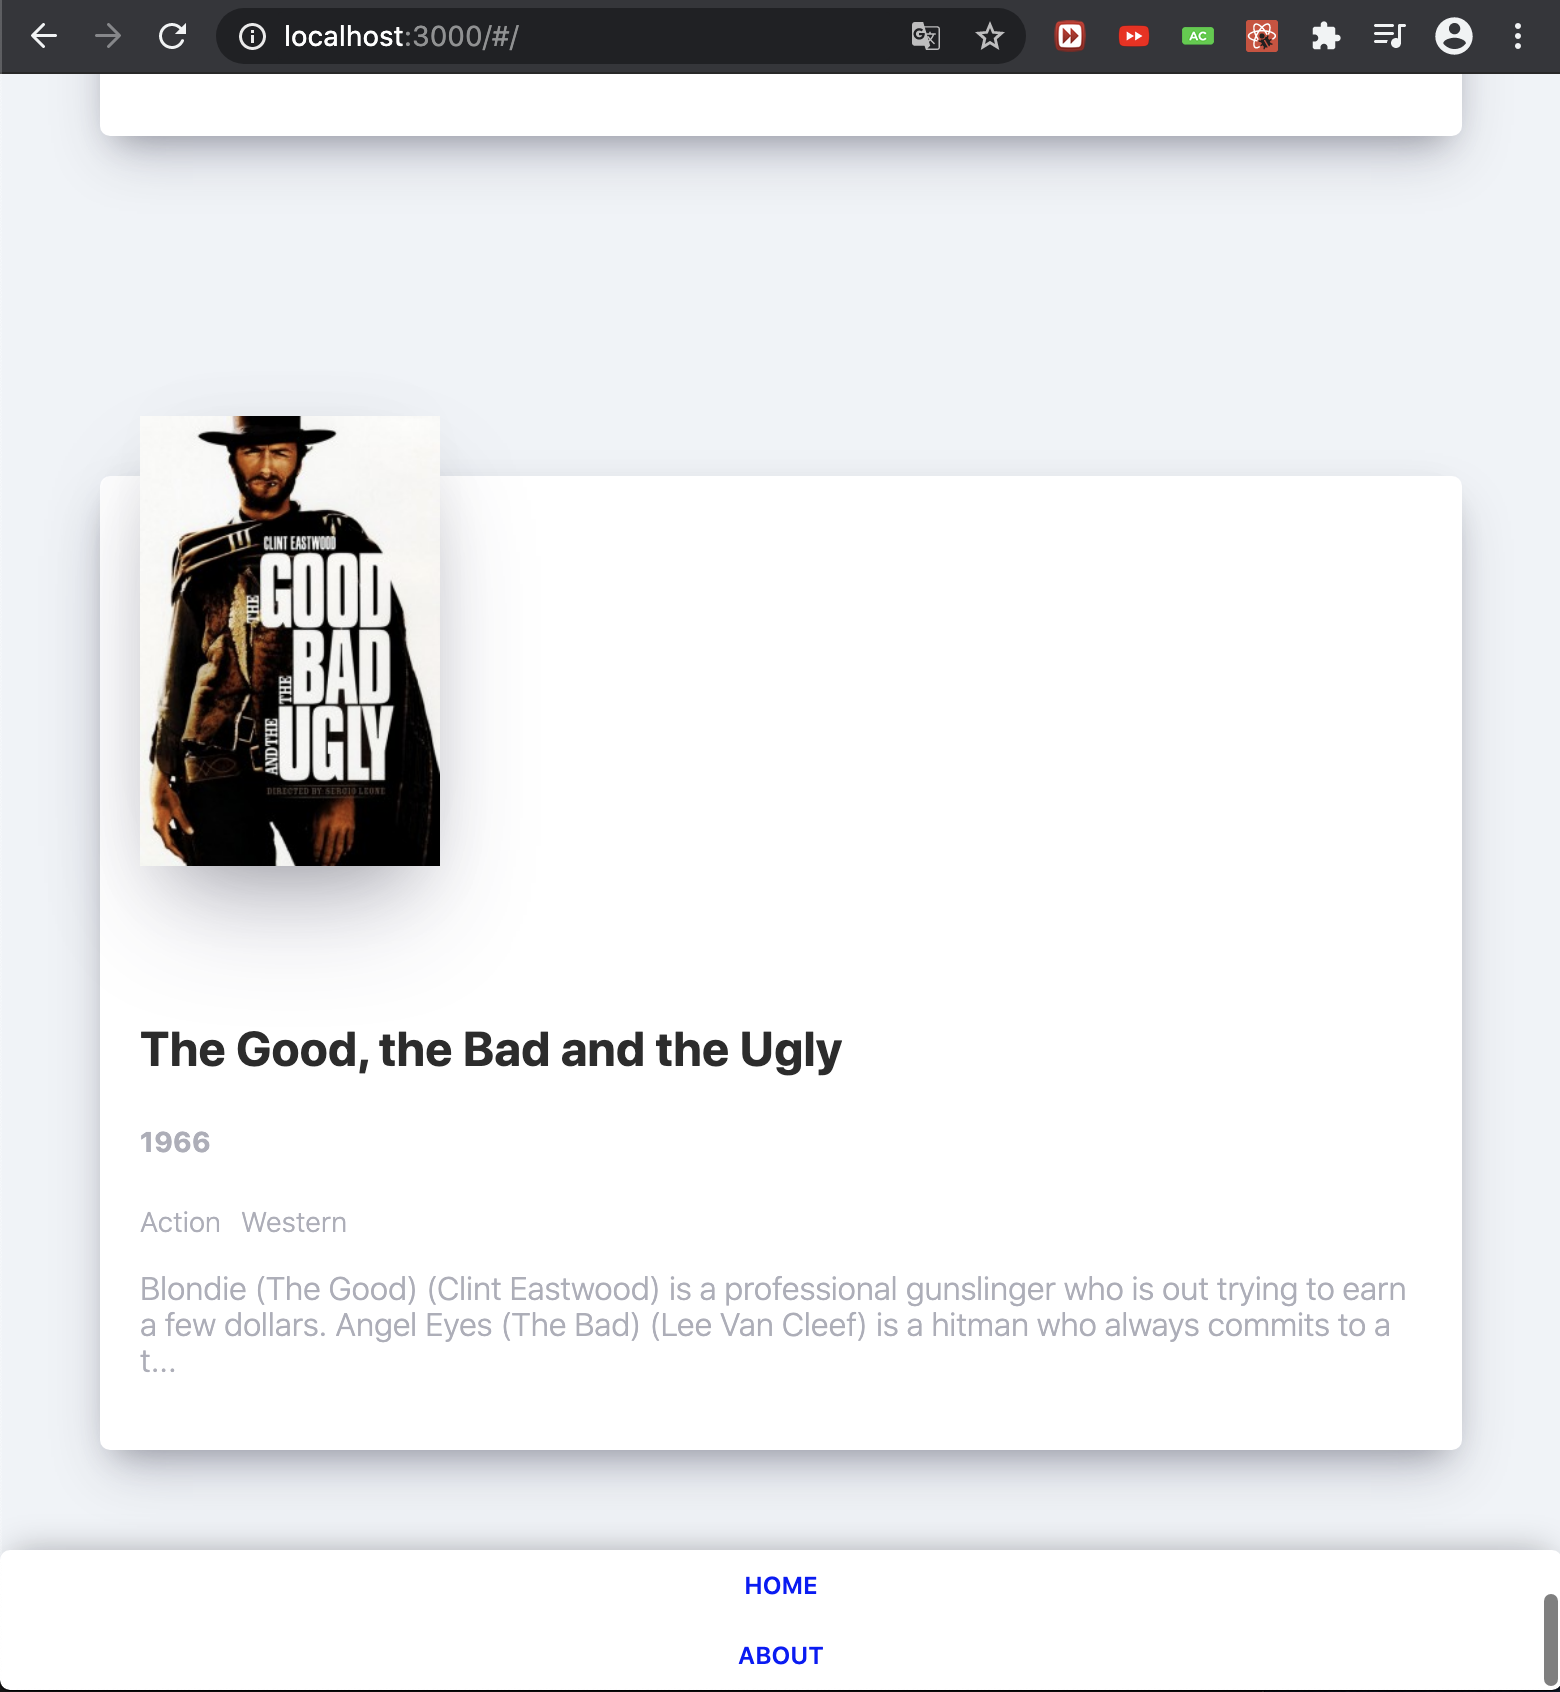 localhost:3000/#/
AC
CLINT EASTWOOD
THE GOOD
THE BAD
AND THE UGLY
DIRECTED BY SERGIO LEONE
The Good, the Bad and the Ugly
1966
Action Western
Blondie (The Good) (Clint Eastwood) is a professional gunslinger who is out trying to earn
a few dollars. Angel Eyes (The Bad) (Lee Van Cleef) is a hitman who always commits to a
t...
HOME
ABOUT